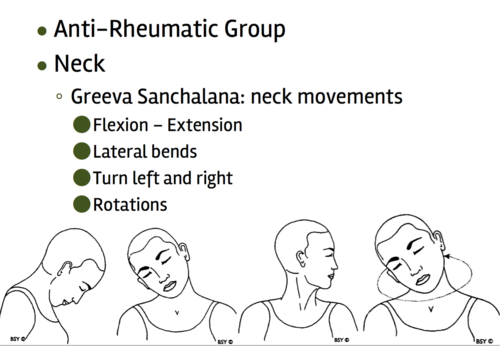 Anti-Rheumatic Group
Neck
Greeva Sanchalana: neck movements
Flexion – Extension
Lateral bends
Turn left and right
Rotations
BSY ©
BSY ©
BSY ©
BSY ©